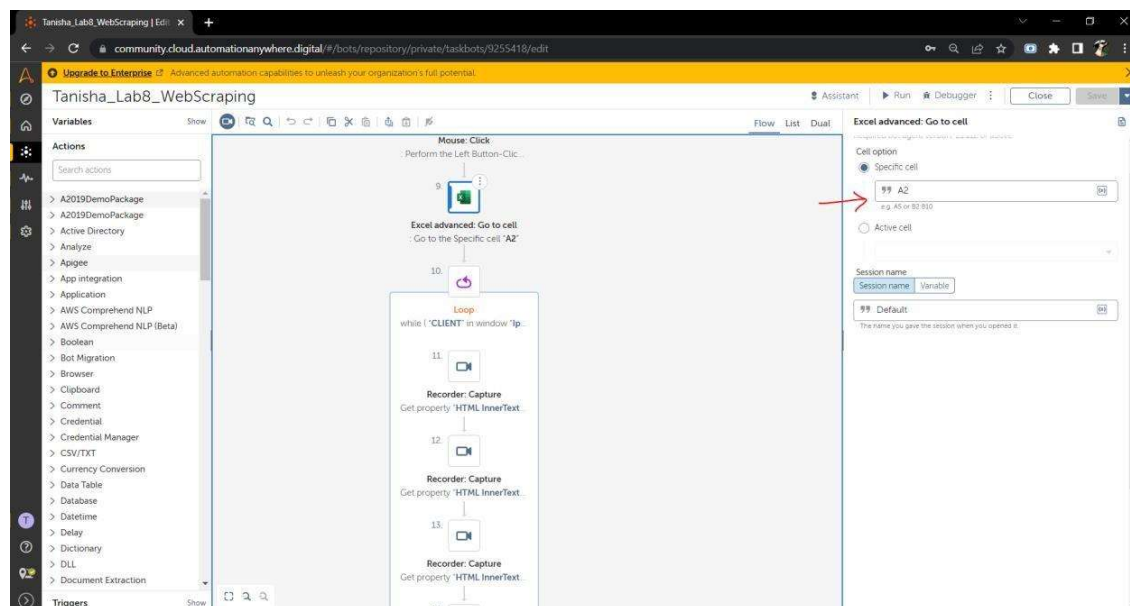 Tanisha_Lab8_WebScraping | Edit
community.cloud.automationanywhere.digital/#/bots/repository/private/taskbots/9255418/edit
Upgrade to Enterprise Advanced automation capabilities to unleash your organization's full potential.
Tanisha_Lab8_WebScraping
Assistant Run Debugger Close Save
Variables Show
Flow List Dual
Actions
Search actions
A2019DemoPackage
A2019DemoPackage
Active Directory
Analyze
Apigee
App integration
Application
AWS Comprehend NLP
AWS Comprehend NLP (Beta)
Boolean
Bot Migration
Browser
Clipboard
Comment
Credential
Credential Manager
CSV/TXT
Currency Conversion
Data Table
Database
Datetime
Delay
Dictionary
DLL
Document Extraction
Triggers Show
Mouse: Click
Perform the Left Button-Clic...
9.
Excel advanced: Go to cell
: Go to the Specific cell "A2"
10.
Loop
while ( "CLIENT" in window "Ip...
11.
Recorder: Capture
Get property "HTML InnerText...
12.
Recorder: Capture
Get property "HTML InnerText...
13.
Recorder: Capture
Get property "HTML InnerText...
Excel advanced: Go to cell
Cell option
Specific cell
A2
e.g. A5 or B2:B10
Active cell
Session name
Session name Variable
Default
The name you gave the session when you opened it.
T